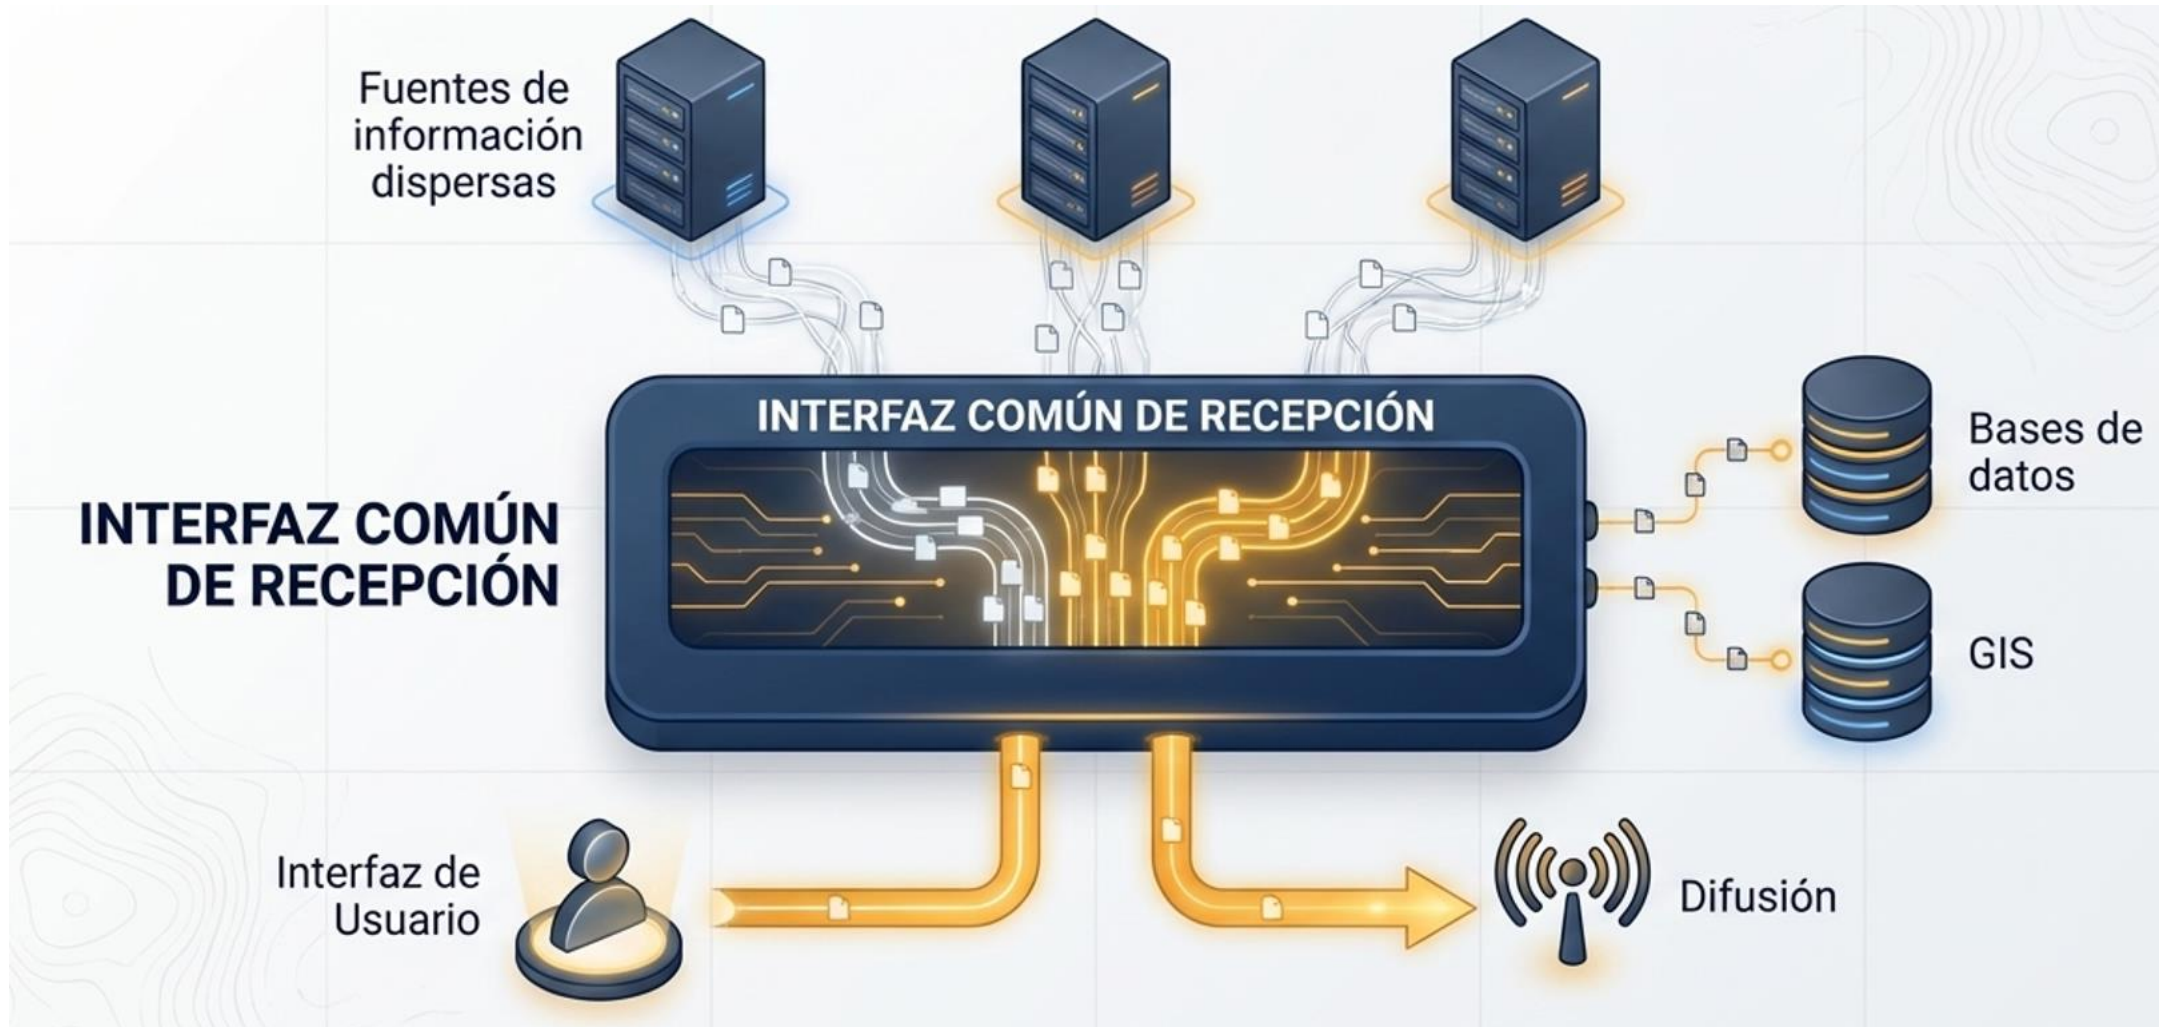 Fuentes de
información
dispersas
INTERFAZ COMÚN DE RECEPCIÓN
INTERFAZ COMÚN
DE RECEPCIÓN
Bases de
datos
GIS
Interfaz de
Usuario
Difusión